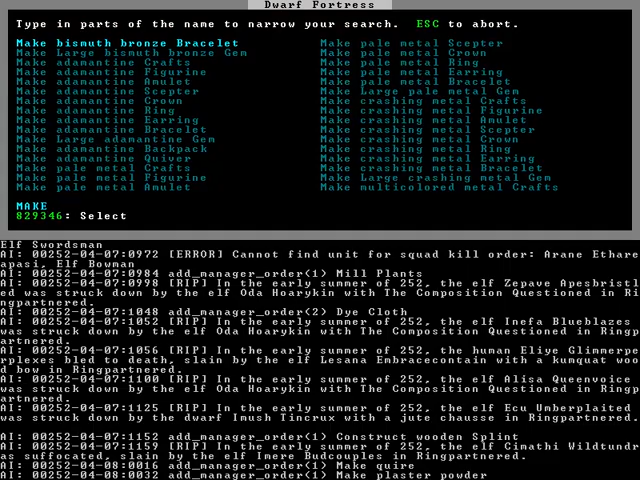 Dwarf Fortress
Type in parts of the name to narrow your search.  ESC to abort.
Make bismuth bronze Bracelet
Make Large bismuth bronze Gem
Make adamantine Crafts
Make adamantine Figurine
Make adamantine Amulet
Make adamantine Scepter
Make adamantine Crown
Make adamantine Ring
Make adamantine Earring
Make adamantine Bracelet
Make Large adamantine Gem
Make adamantine Backpack
Make adamantine Quiver
Make pale metal Crafts
Make pale metal Figurine
Make pale metal Amulet
Make pale metal Scepter
Make pale metal Crown
Make pale metal Ring
Make pale metal Earring
Make pale metal Bracelet
Make Large pale metal Gem
Make crashing metal Crafts
Make crashing metal Figurine
Make crashing metal Amulet
Make crashing metal Scepter
Make crashing metal Crown
Make crashing metal Ring
Make crashing metal Earring
Make crashing metal Bracelet
Make Large crashing metal Gem
Make multicolored metal Crafts
MAKE
829346: Select
Elf Swordsman
AI: 00252-04-07:0972 [ERROR] Cannot find unit for squad kill order: Arane Ethare
apasi, Elf Bowman
AI: 00252-04-07:0984 add_manager_order(1) Mill Plants
AI: 00252-04-07:0998 [RIP] In the early summer of 252, the elf Zepave Apesbristl
ed was struck down by the elf Oda Hoarykin with The Composition Questioned in Ri
ngpartnered.
AI: 00252-04-07:1048 add_manager_order(2) Dye Cloth
AI: 00252-04-07:1052 [RIP] In the early summer of 252, the elf Inefa Blueblazes 
was struck down by the elf Oda Hoarykin with The Composition Questioned in Ringp
artnered.
AI: 00252-04-07:1056 [RIP] In the early summer of 252, the human Eliye Glimmerpe
rplexes bled to death, slain by the elf Lesana Embracecontain with a kumquat woo
d bow in Ringpartnered.
AI: 00252-04-07:1100 [RIP] In the early summer of 252, the elf Alisa Queenvoice 
was struck down by the elf Oda Hoarykin with The Composition Questioned in Ringp
artnered.
AI: 00252-04-07:1125 [RIP] In the early summer of 252, the elf Ecu Umberplaited 
was struck down by the dwarf Imush Tincrux with a jute chausse in Ringpartnered.
AI: 00252-04-07:1152 add_manager_order(1) Construct wooden Splint
AI: 00252-04-07:1159 [RIP] In the early summer of 252, the elf Cimathi Wildtundr
as suffocated, slain by the elf Imere Budcouples in Ringpartnered.
AI: 00252-04-08:0016 add_manager_order(1) Make quire
AI: 00252-04-08:0032 add_manager_order(1) Make plaster powder